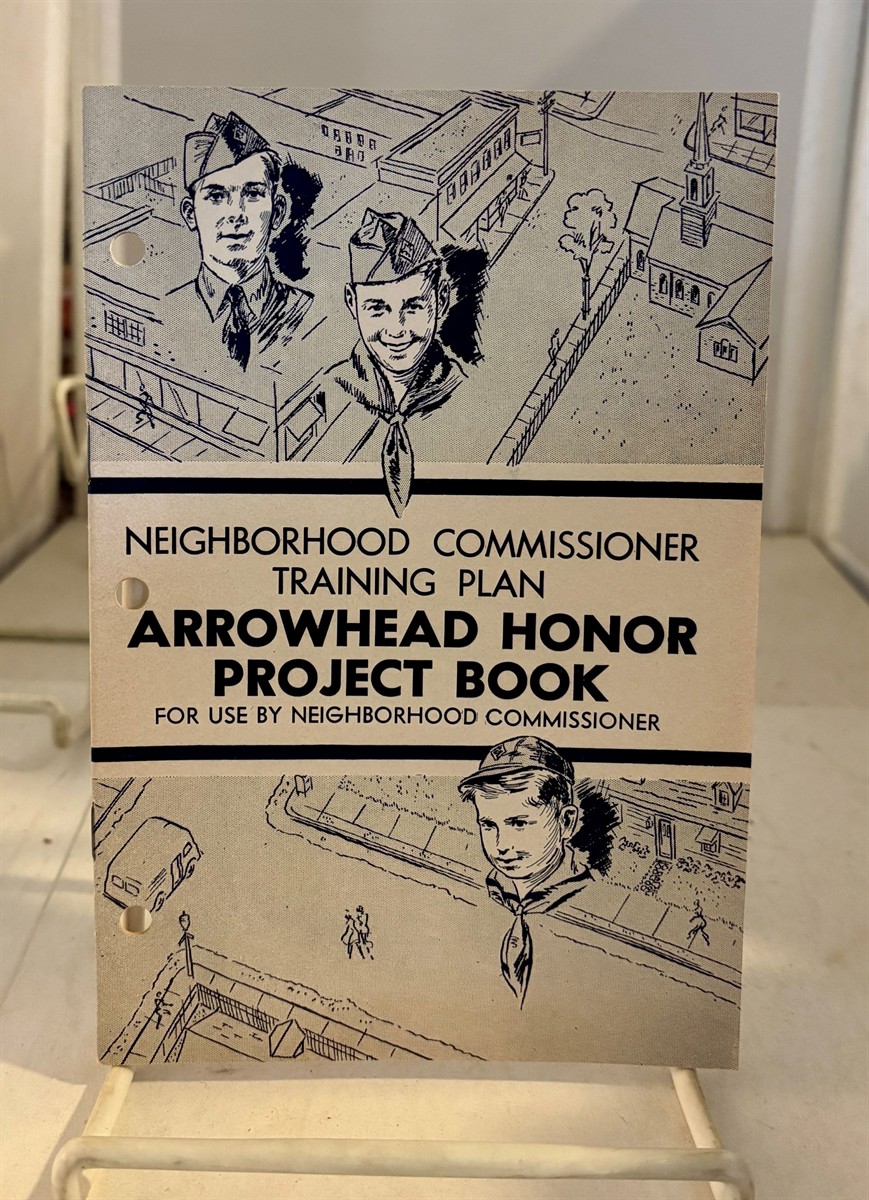 NEIGHBORHOOD COMMISSIONER
TRAINING PLAN
ARROWHEAD HONOR
PROJECT BOOK
FOR USE BY NEIGHBORHOOD COMMISSIONER